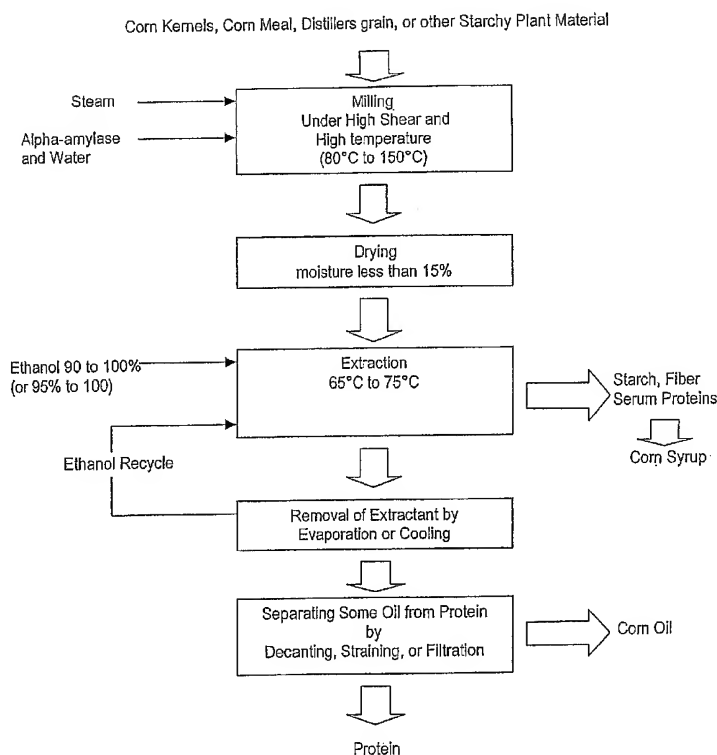 Corn Kernels, Corn Meal, Distillers grain, or other Starchy Plant Material
Steam
Alpha-amylase
and Water
Milling
Under High Shear and
High temperature
(80°C to 150°C)
Drying
moisture less than 15%
Ethanol 90 to 100%
(or 95% to 100)
Extraction
65°C to 75°C
Starch, Fiber
Serum Proteins
Corn Syrup
Ethanol Recycle
Removal of Extractant by
Evaporation or Cooling
Separating Some Oil from Protein
by
Decanting, Straining, or Filtration
Corn Oil
Protein